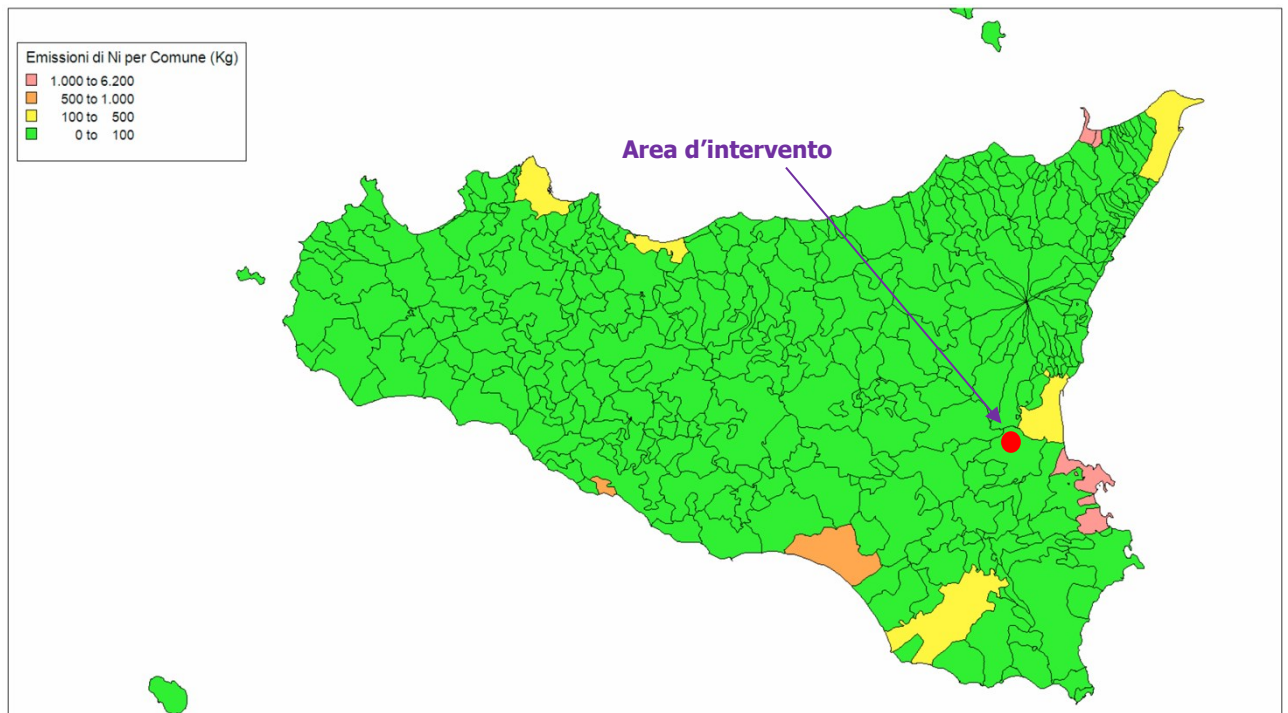 Emissioni di Ni per Comune (Kg)
1.000 to 6.200
500 to 1.000
100 to 500
0 to 100
Area d'intervento